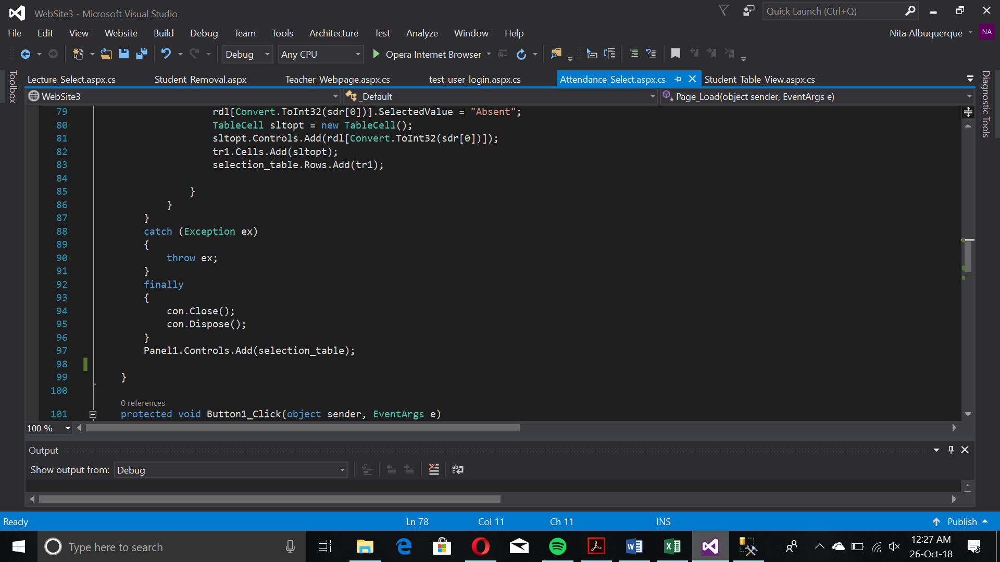 WebSite3 - Microsoft Visual Studio
Quick Launch (Ctrl+Q)
File Edit View Website Build Debug Team Tools Architecture Test Analyze Window Help
Nita Albuquerque
NA
Debug
Any CPU
Opera Internet Browser
Toolbox
Lecture_Select.aspx.cs
Student_Removal.aspx
Teacher_Webpage.aspx.cs
test_user_login.aspx.cs
Attendance_Select.aspx.cs
Student_Table_View.aspx.cs
Diagnostic Tools
WebSite3
_Default
Page_Load(object sender, EventArgs e)
79 rdl[Convert.ToInt32(sdr[0])].SelectedValue = "Absent";
80 TableCell sltopt = new TableCell();
81 sltopt.Controls.Add(rdl[Convert.ToInt32(sdr[0])]);
82 tr1.Cells.Add(sltopt);
83 selection_table.Rows.Add(tr1);
84
85 }
86 }
87 }
88 catch (Exception ex)
89 {
90 throw ex;
91 }
92 finally
93 {
94 con.Close();
95 con.Dispose();
96 }
97 Panel1.Controls.Add(selection_table);
98
99 }
100
0 references
101 protected void Button1_Click(object sender, EventArgs e)
100 %
Output
Show output from: Debug
Ready
Ln 78
Col 11
Ch 11
INS
Publish
Type here to search
12:27 AM
26-Oct-18